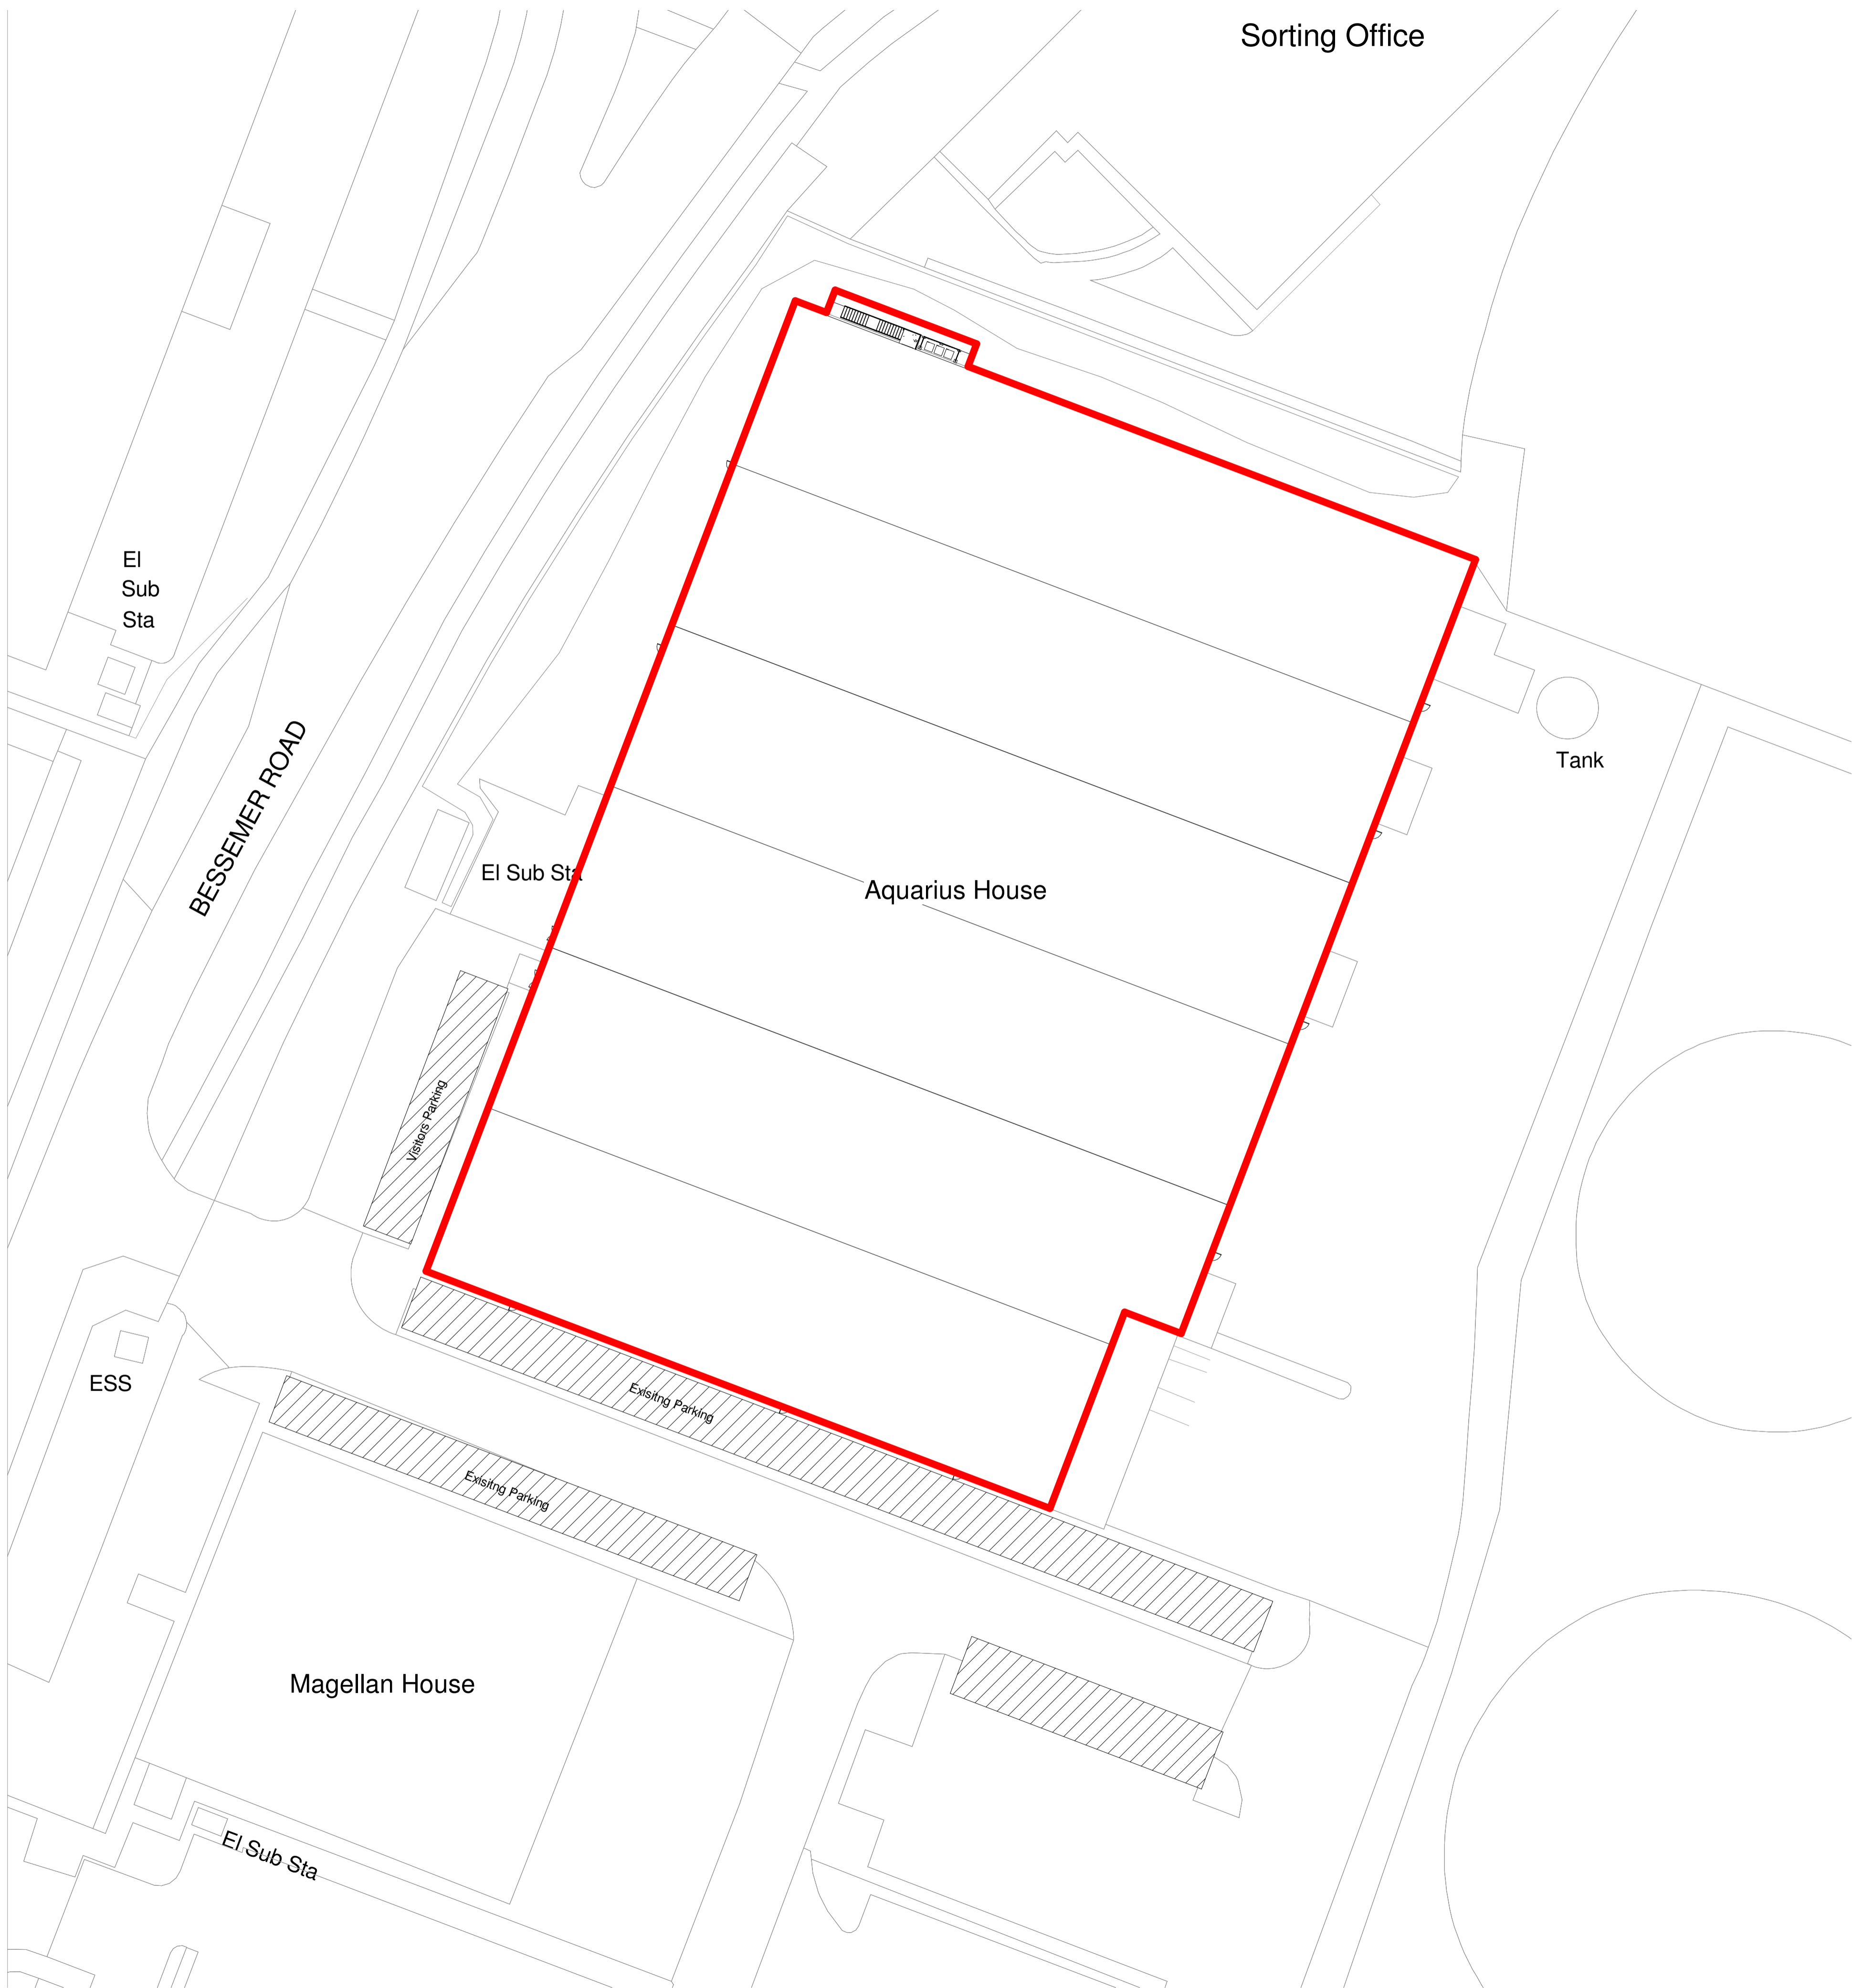 Sorting Office
El
Sub
Sta
BESSEMER ROAD
Tank
El Sub Sta
Aquarius House
Visitors Parking
ESS
Exisitng Parking
Exisitng Parking
Magellan House
El Sub Sta